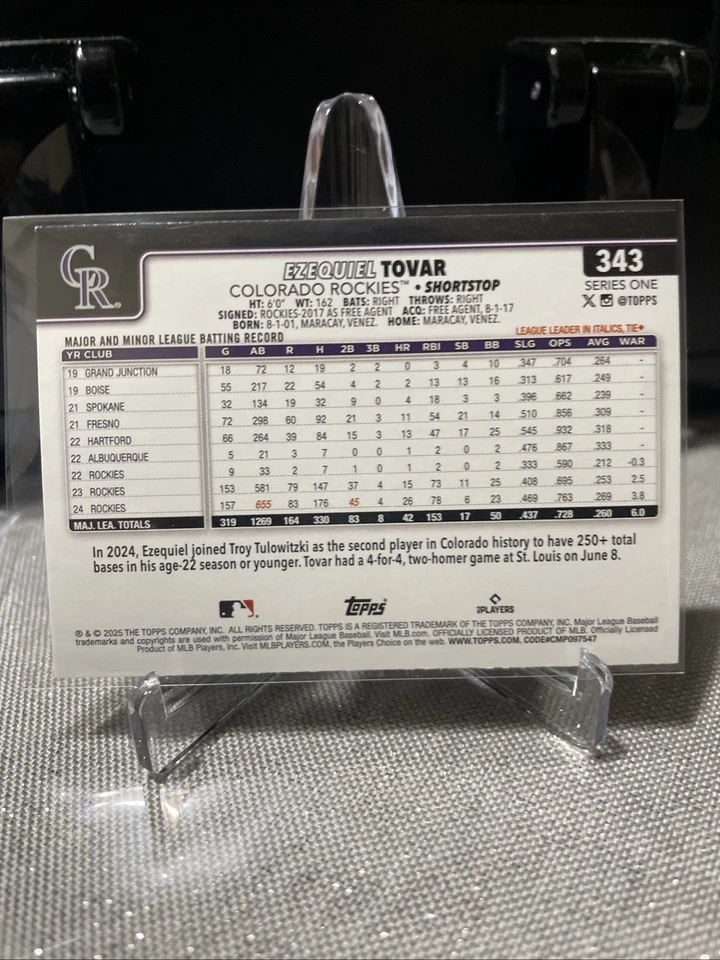 CR
EZEQUIEL TOVAR
343
COLORADO ROCKIES™ • SHORTSTOP
SERIES ONE
HT: 6'0" WT: 162 BATS: RIGHT THROWS: RIGHT
@TOPPS
SIGNED: ROCKIES-2017 AS FREE AGENT ACQ: FREE AGENT, 8-1-17
BORN: 8-1-01, MARACAY, VENEZ. HOME: MARACAY, VENEZ.
MAJOR AND MINOR LEAGUE BATTING RECORD
LEAGUE LEADER IN ITALICS, TIE♦
YR CLUB G AB R H 2B 3B HR RBI SB BB SLG OPS AVG WAR
19 GRAND JUNCTION 18 72 12 19 2 2 0 3 4 10 .347 .704 .264 -
19 BOISE 55 217 22 54 4 2 2 13 13 16 .313 .617 .249 -
21 SPOKANE 32 134 19 32 9 0 4 18 3 3 .396 .662 .239 -
21 FRESNO 72 298 60 92 21 3 11 54 21 14 .510 .856 .309 -
22 HARTFORD 66 264 39 84 15 3 13 47 17 25 .545 .932 .318 -
22 ALBUQUERQUE 5 21 3 7 0 0 1 2 0 2 .476 .867 .333 -
22 ROCKIES 9 33 2 7 1 0 1 2 0 2 .333 .590 .212 -0.3
23 ROCKIES 153 581 79 147 37 4 15 73 11 25 .408 .695 .253 2.5
24 ROCKIES 157 655 83 176 45 4 26 78 6 23 .469 .763 .269 3.8
MAJ. LEA. TOTALS 319 1269 164 330 83 8 42 153 17 50 .437 .728 .260 6.0
In 2024, Ezequiel joined Troy Tulowitzki as the second player in Colorado history to have 250+ total
bases in his age-22 season or younger. Tovar had a 4-for-4, two-homer game at St. Louis on June 8.
Topps
PLAYERS
® & © 2025 THE TOPPS COMPANY, INC. ALL RIGHTS RESERVED. TOPPS IS A REGISTERED TRADEMARK OF THE TOPPS COMPANY, INC. Major League Baseball
trademarks and copyrights are used with permission of Major League Baseball. Visit MLB.com. OFFICIALLY LICENSED PRODUCT OF MLB. Officially Licensed
Product of MLB Players, Inc. Visit MLBPLAYERS.COM, the Players Choice on the web. WWW.TOPPS.COM. CODE#CMP097547